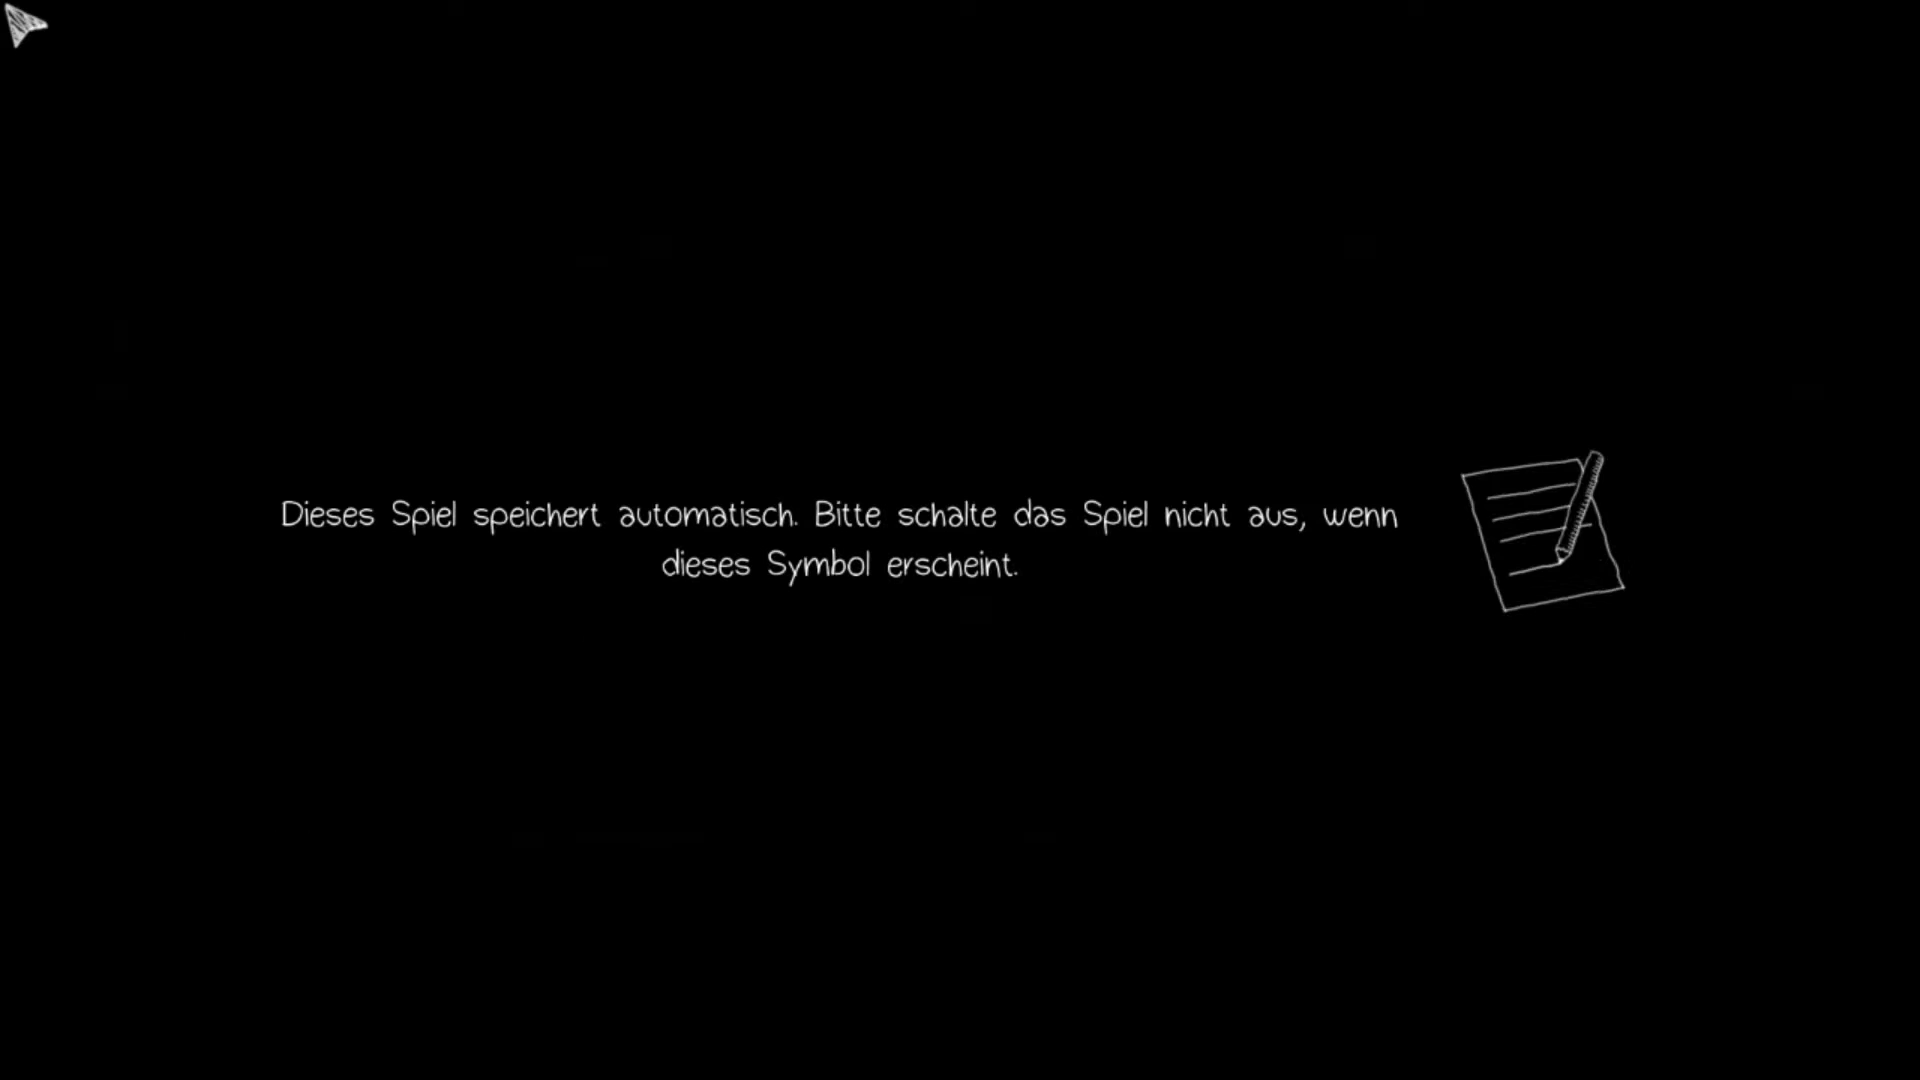 Dieses Spiel speichert automatisch. Bitte schalte das Spiel nicht aus, wenn
dieses Symbol erscheint.